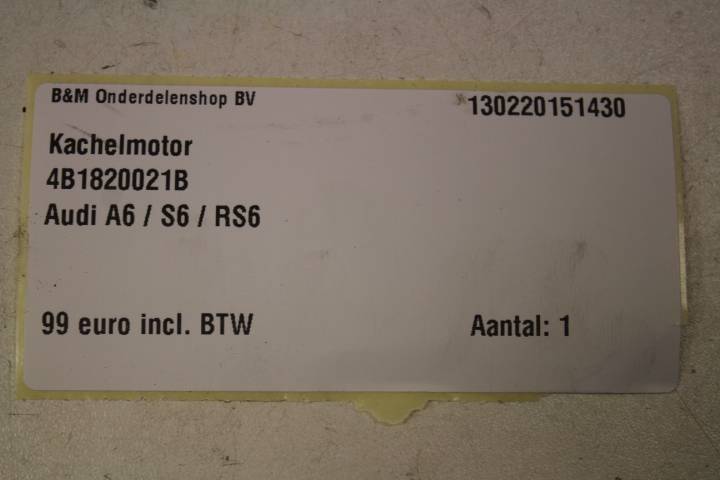 B&M Onderdelenshop BV 130220151430
Kachelmotor
4B1820021B
Audi A6 / S6 / RS6
99 euro incl. BTW Aantal: 1